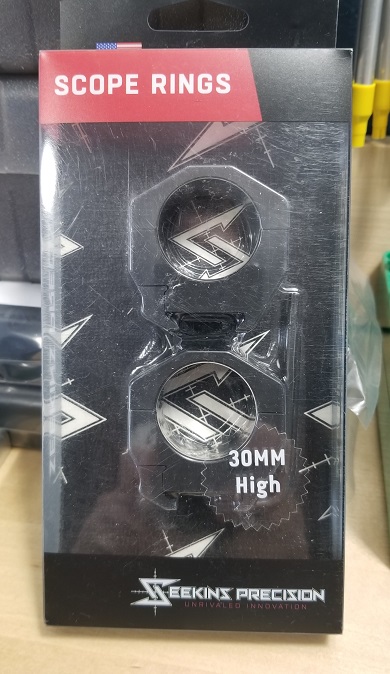 SCOPE RINGS
30MM
High
SEEKINS PRECISION
UNRIVALED INNOVATION